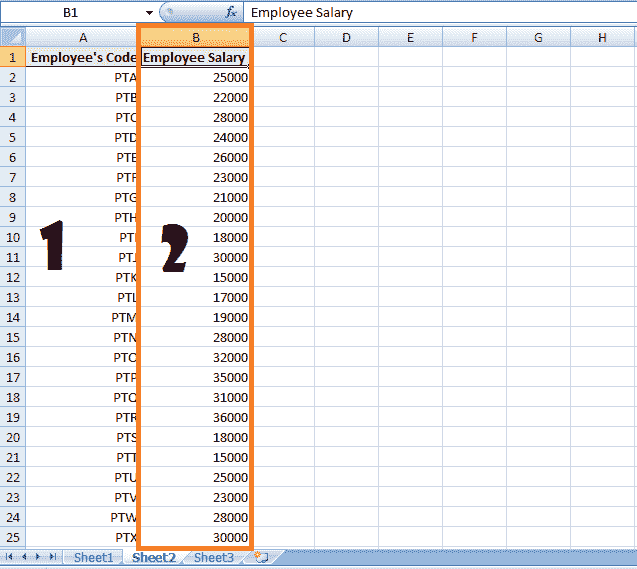 B1 fx Employee Salary
A B C D E F G H
1 Employee's Code Employee Salary
2 PTA 25000
3 PTB 22000
4 PTC 28000
5 PTD 24000
6 PTE 26000
7 PTF 23000
8 PTG 21000
9 PTH 20000
10 PTI 18000
11 PTJ 30000
12 PTK 15000
13 PTL 17000
14 PTM 19000
15 PTN 28000
16 PTO 32000
17 PTP 35000
18 PTQ 31000
19 PTR 36000
20 PTS 18000
21 PTT 15000
22 PTU 25000
23 PTV 23000
24 PTW 28000
25 PTX 30000
1 2
Sheet1 Sheet2 Sheet3